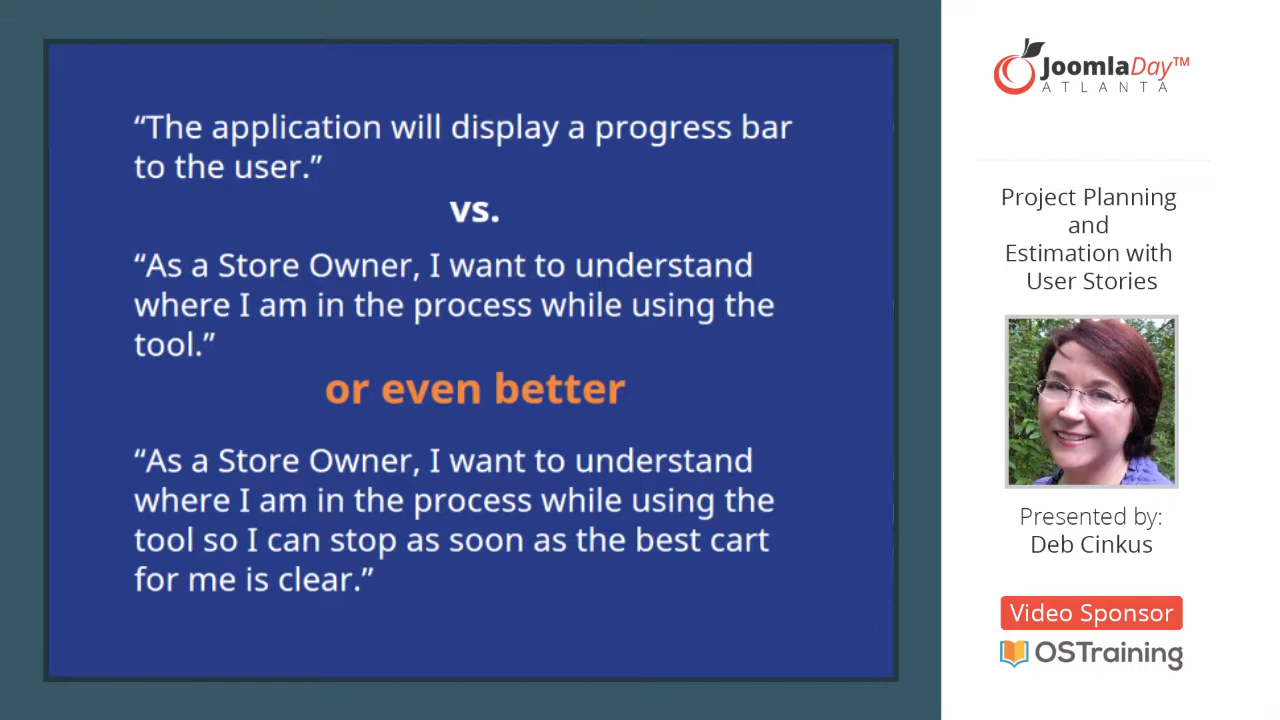 “The application will display a progress bar
to the user.”
vs.
“As a Store Owner, I want to understand
where I am in the process while using the
tool.”
or even better
“As a Store Owner, I want to understand
where I am in the process while using the
tool so I can stop as soon as the best cart
for me is clear.”
JoomlaDay™
ATLANTA
Project Planning
and
Estimation with
User Stories
Presented by:
Deb Cinkus
Video Sponsor
OSTraining